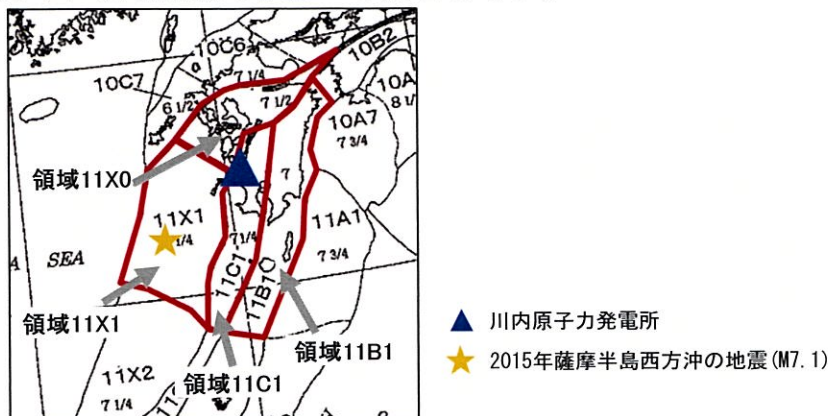 10C6
10B2
a
10C7
7 1/4
10A
6 1/2
7 1/2
8 1/
10A7
7 3/4
領域11X0
7
11X1
11A1
1/4
7 1/4
A
SEA
7 3/4
11C1
11B1
領域11X1
領域11B1
川内原子力発電所
11X2
領域11C1
2015年薩摩半島西方沖の地震(M7.1)
7 1/4
11